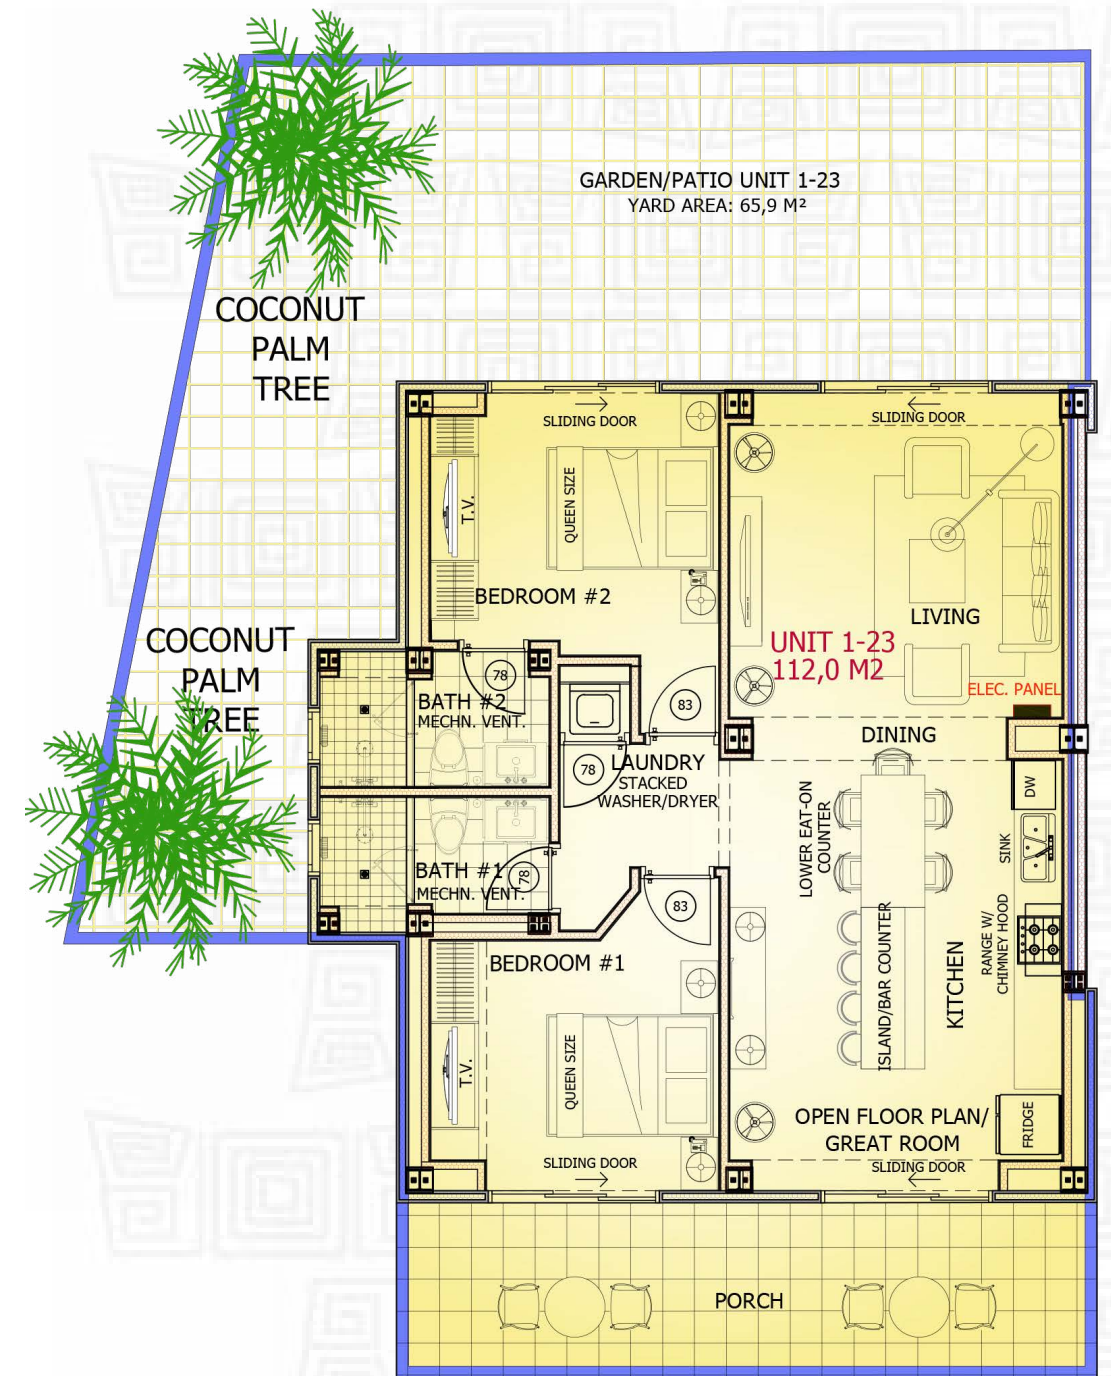 GARDEN/PATIO UNIT 1-23
YARD AREA: 65,9 M²
COCONUT
PALM
TREE
SLIDING DOOR
SLIDING DOOR
QUEEN SIZE
T.V.
BEDROOM #2
LIVING
UNIT 1-23
112,0 M2
ELEC. PANEL
COCONUT
PALM
TREE
78
BATH #2
MECHN. VENT.
83
DINING
78
LAUNDRY
STACKED
WASHER/DRYER
LOWER EAT-ON
COUNTER
DW
SINK
BATH #1
MECHN. VENT.
78
83
RANGE W/
CHIMNEY HOOD
KITCHEN
ISLAND/BAR COUNTER
BEDROOM #1
QUEEN SIZE
T.V.
OPEN FLOOR PLAN/
GREAT ROOM
FRIDGE
SLIDING DOOR
SLIDING DOOR
PORCH